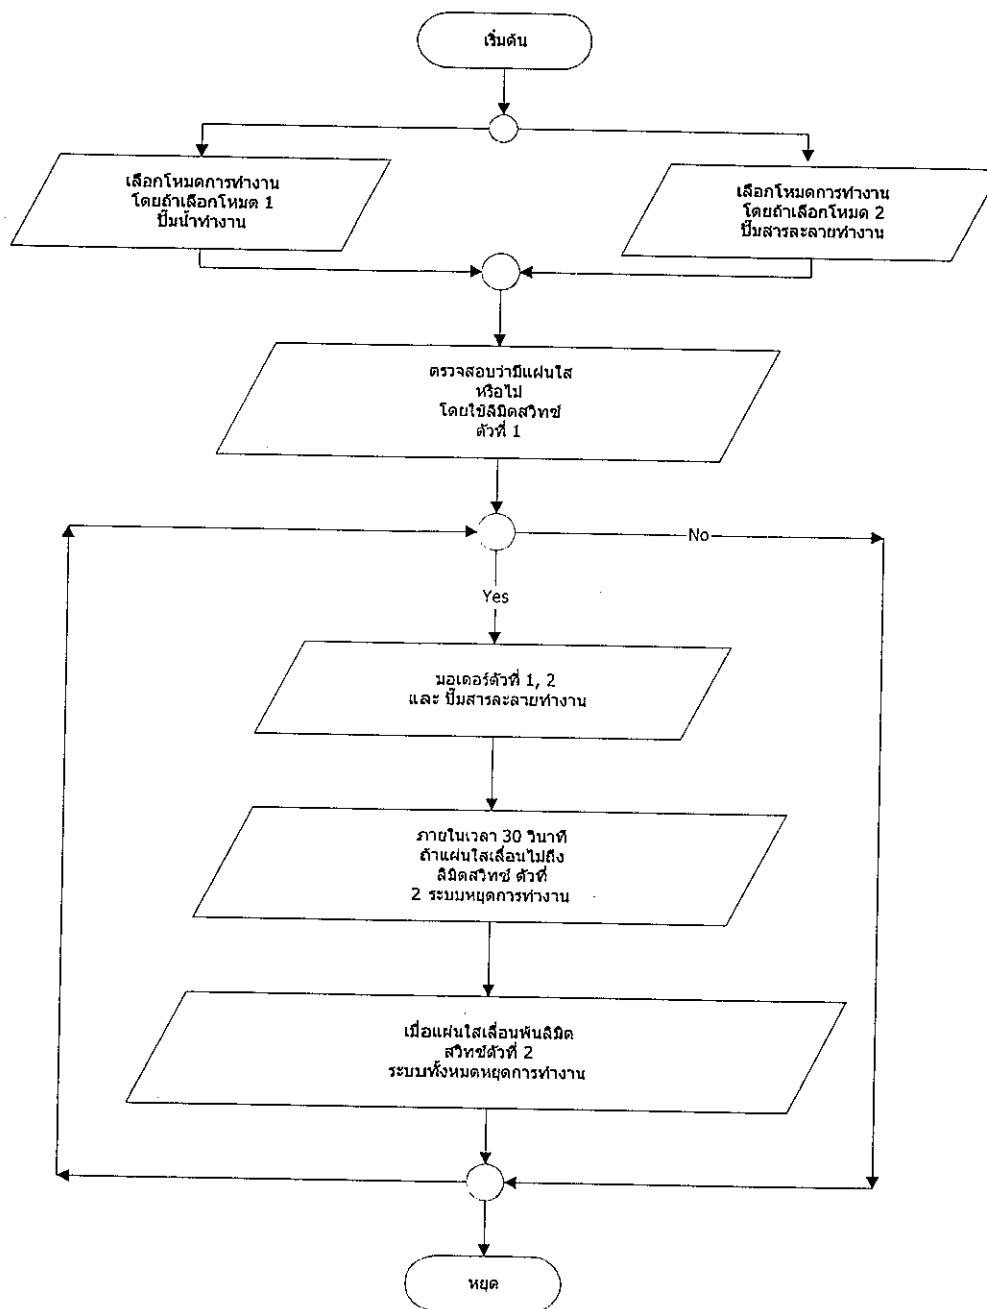 เริ่มต้น
เลือกโหมดการทำงาน
โดยถ้าเลือกโหมด 1
ปั๊มน้ำทำงาน
เลือกโหมดการทำงาน
โดยถ้าเลือกโหมด 2
ปั๊มสารละลายทำงาน
ตรวจสอบว่ามีแผ่นใส
หรือไม่
โดยใช้ลิมิตสวิทซ์
ตัวที่ 1
No
Yes
มอเตอร์ตัวที่ 1, 2
และ ปั๊มสารละลายทำงาน
ภายในเวลา 30 วินาที
ถ้าแผ่นใสเลื่อนไม่ถึง
ลิมิตสวิทซ์ ตัวที่
2 ระบบหยุดการทำงาน
เมื่อแผ่นใสเลื่อนพ้นลิมิต
สวิทซ์ตัวที่ 2
ระบบทั้งหมดหยุดการทำงาน
หยุด